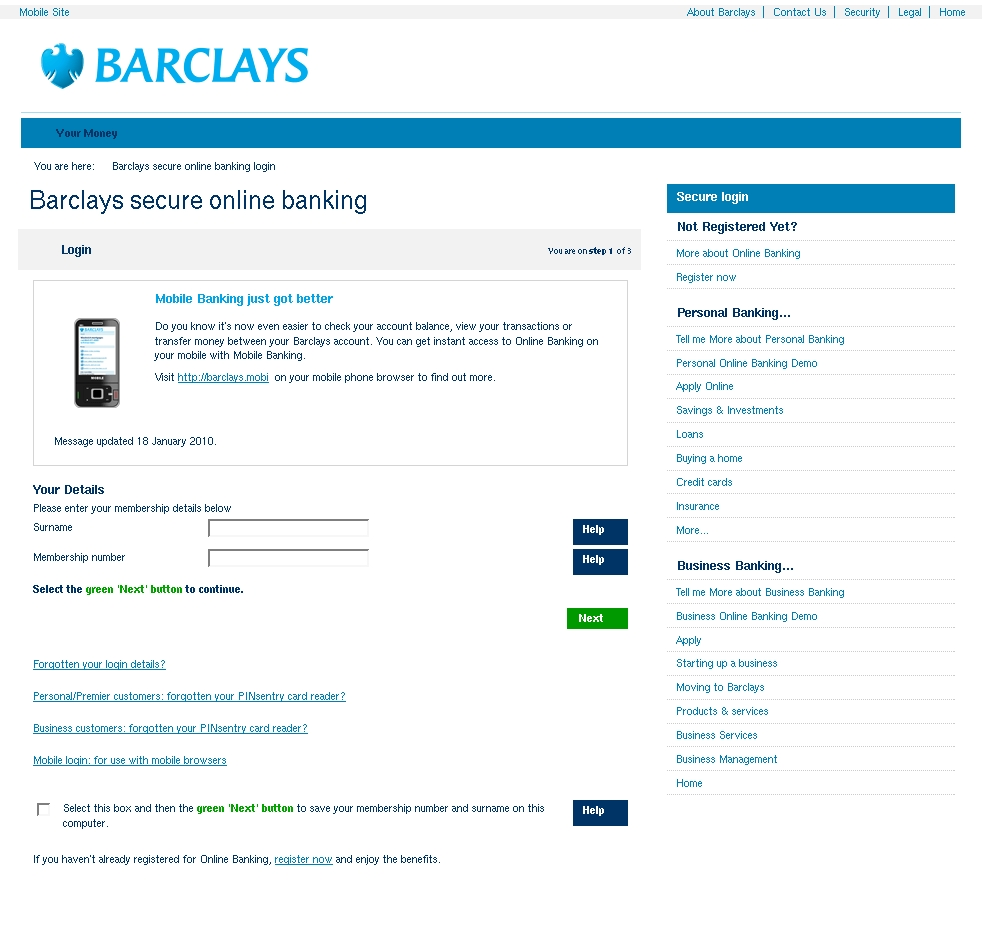 Mobile Site
About Barclays | Contact Us | Security | Legal | Home
BARCLAYS
Your Money
You are here: Barclays secure online banking login
Barclays secure online banking
Login
You are on step 1 of 3
Mobile Banking just got better
Do you know it's now even easier to check your account balance, view your transactions or
transfer money between your Barclays account. You can get instant access to Online Banking on
your mobile with Mobile Banking.
Visit http://barclays.mobi on your mobile phone browser to find out more.
BARCLAYS
Message updated 18 January 2010.
Your Details
Please enter your membership details below
Surname
Help
Membership number
Help
Select the green 'Next' button to continue.
Next
Forgotten your login details?
Personal/Premier customers: forgotten your PINsentry card reader?
Business customers: forgotten your PINsentry card reader?
Mobile login: for use with mobile browsers
Select this box and then the green 'Next' button to save your membership number and surname on this
computer.
Help
If you haven't already registered for Online Banking, register now and enjoy the benefits.
Secure login
Not Registered Yet?
More about Online Banking
Register now
Personal Banking...
Tell me More about Personal Banking
Personal Online Banking Demo
Apply Online
Savings & Investments
Loans
Buying a home
Credit cards
Insurance
More...
Business Banking...
Tell me More about Business Banking
Business Online Banking Demo
Apply
Starting up a business
Moving to Barclays
Products & services
Business Services
Business Management
Home